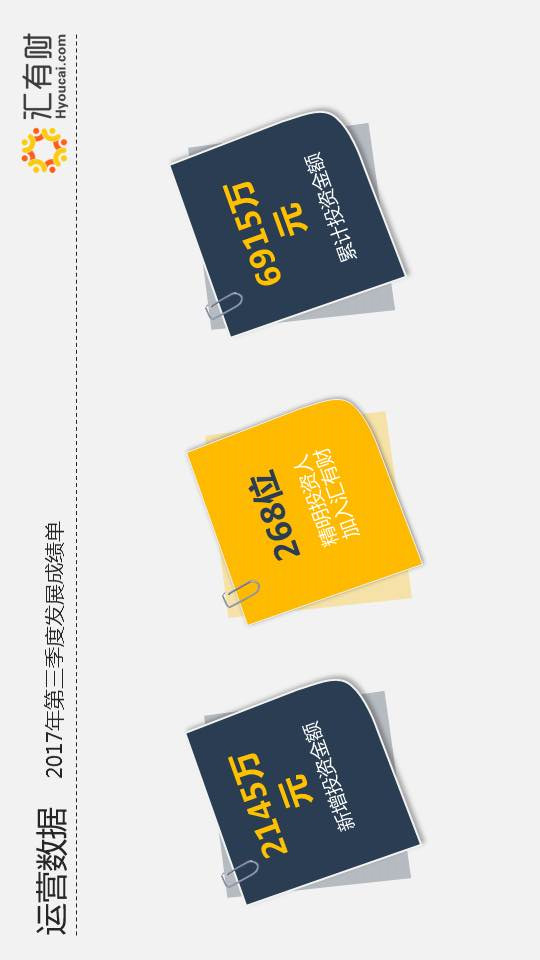 运营数据
2017年第三季度发展成绩单
汇有财
Hyoucai.com
2145万
元
新增投资金额
268位
精明投资人
加入汇有财
6915万
元
累计投资金额